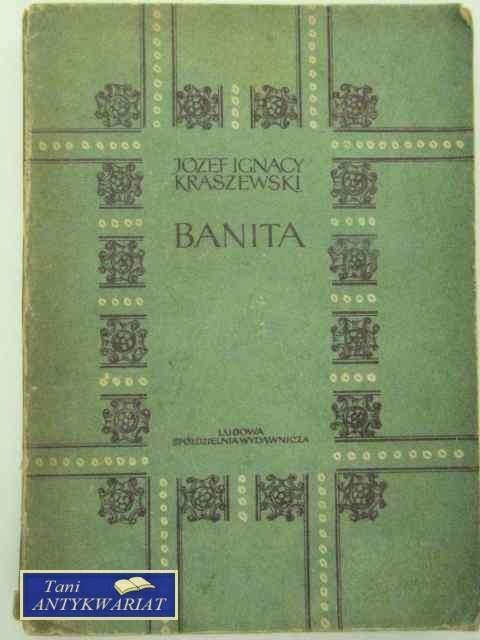 JÓZEF IGNACY
KRASZEWSKI
BANITA
LUDOWA
SPÓŁDZIELNIA WYDAWNICZA
Tani
ANTYKWARIAT